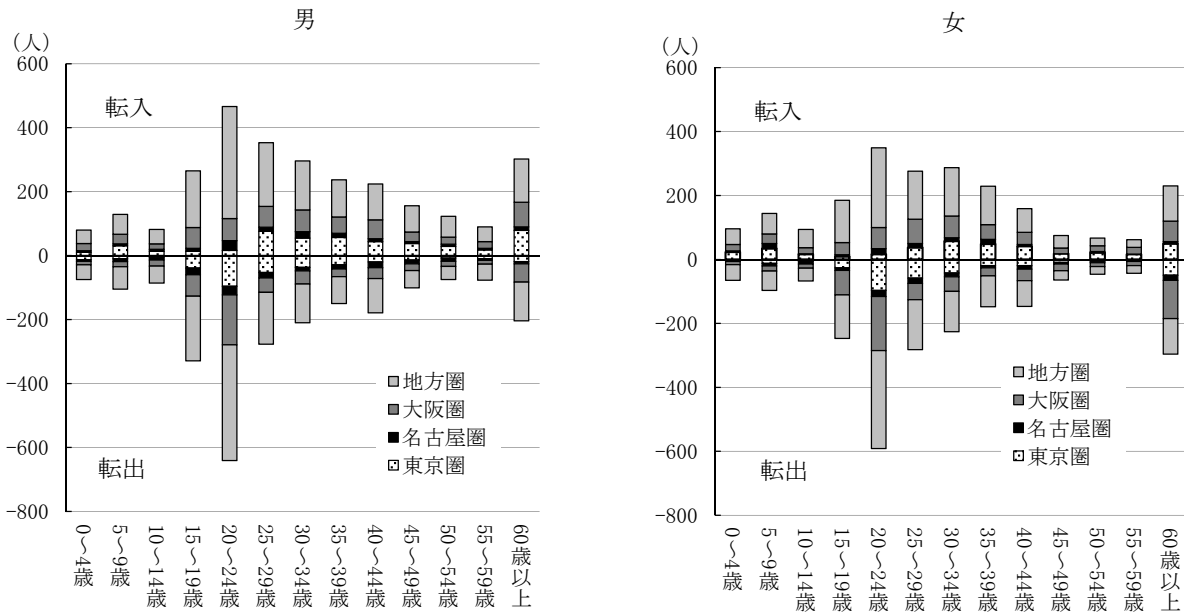 男
(人)
600
400
200
0
−200
−400
−600
−800
転入
転出
地方圏
大阪圏
名古屋圏
東京圏
0～4歳
5～9歳
10～14歳
15～19歳
20～24歳
25～29歳
30～34歳
35～39歳
40～44歳
45～49歳
50～54歳
55～59歳
60歳以上
女
(人)
600
400
200
0
−200
−400
−600
−800
転入
転出
地方圏
大阪圏
名古屋圏
東京圏
0～4歳
5～9歳
10～14歳
15～19歳
20～24歳
25～29歳
30～34歳
35～39歳
40～44歳
45～49歳
50～54歳
55～59歳
60歳以上